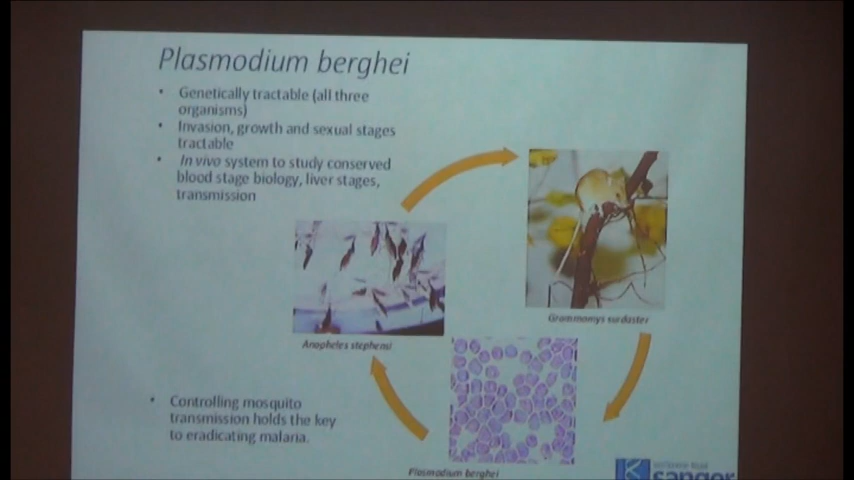 Plasmodium berghei
• Genetically tractable (all three
organisms)
• Invasion, growth and sexual stages
tractable
• In vivo system to study conserved
blood stage biology, liver stages,
transmission
Grammomys surdaster
Anopheles stephensi
• Controlling mosquito
transmission holds the key
to eradicating malaria.
Plasmodium berghei
sanger